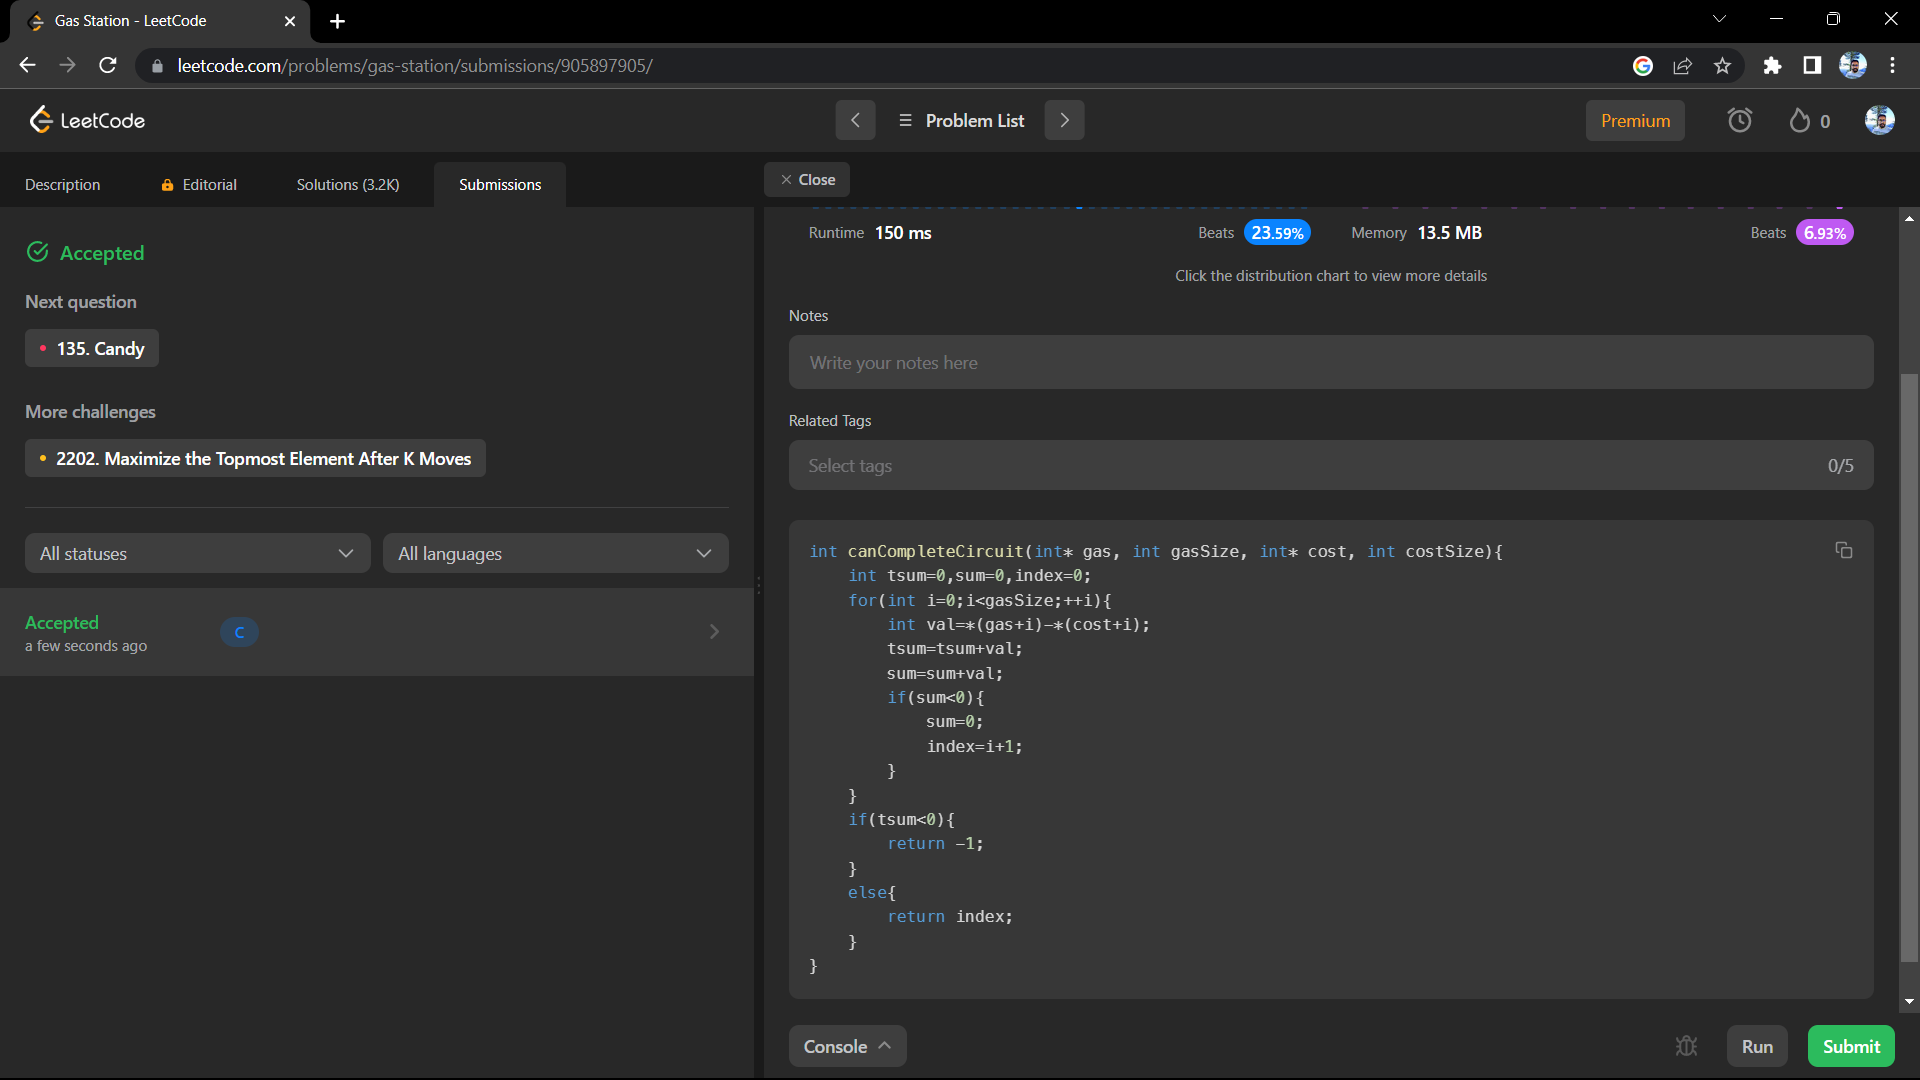 Gas Station - LeetCode
leetcode.com/problems/gas-station/submissions/905897905/
LeetCode
Problem List
Premium
0
Description
Editorial
Solutions (3.2K)
Submissions
Close
Accepted
Next question
135. Candy
More challenges
2202. Maximize the Topmost Element After K Moves
All statuses
All languages
Accepted
a few seconds ago
C
Runtime 150 ms
Beats 23.59%
Memory 13.5 MB
Beats 6.93%
Click the distribution chart to view more details
Notes
Write your notes here
Related Tags
Select tags
0/5
int canCompleteCircuit(int* gas, int gasSize, int* cost, int costSize){
    int tsum=0,sum=0,index=0;
    for(int i=0;i<gasSize;++i){
        int val=*(gas+i)-*(cost+i);
        tsum=tsum+val;
        sum=sum+val;
        if(sum<0){
            sum=0;
            index=i+1;
        }
    }
    if(tsum<0){
        return -1;
    }
    else{
        return index;
    }
}
Console
Run
Submit